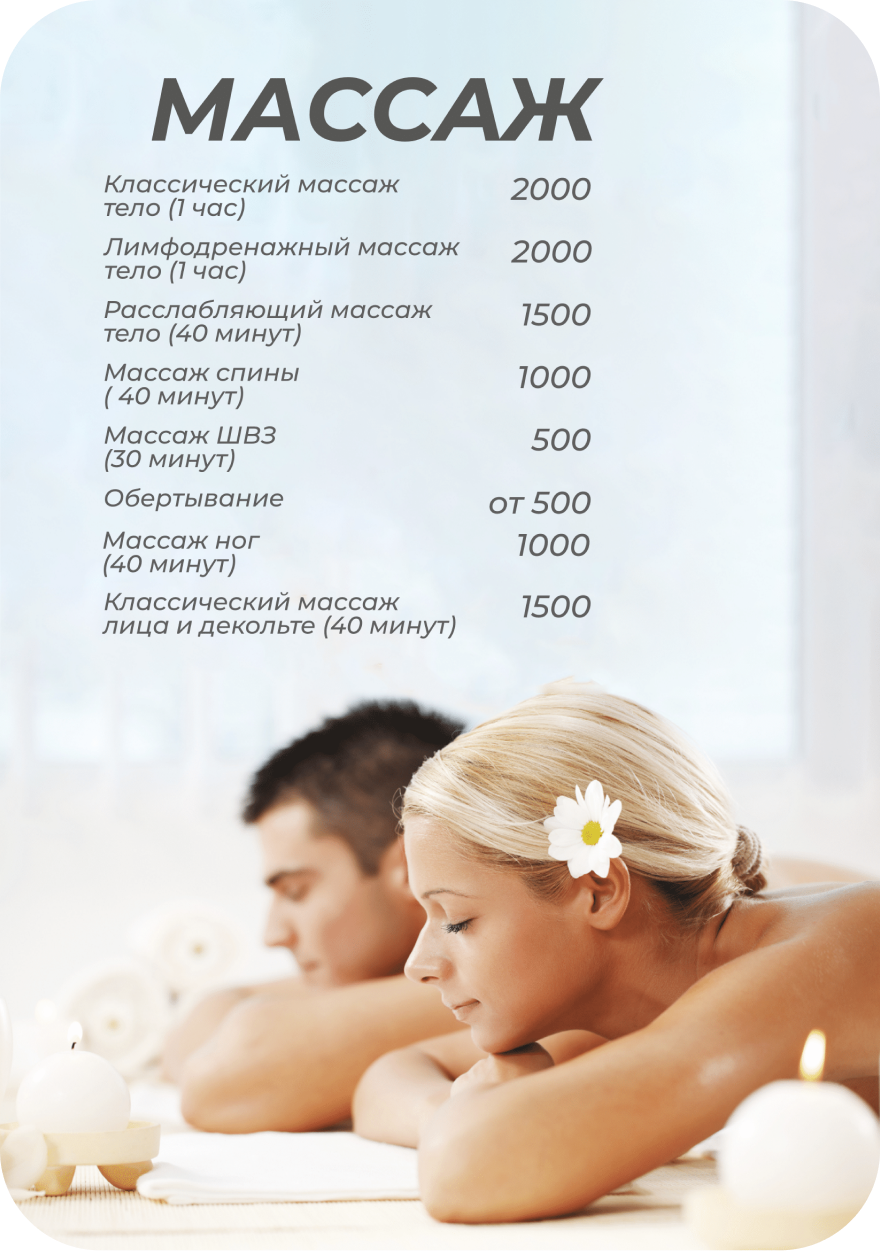 МАССАЖ
Классический массаж 2000
тело (1 час)
Лимфодренажный массаж 2000
тело (1 час)
Расслабляющий массаж 1500
тело (40 минут)
Массаж спины 1000
( 40 минут)
Массаж ШВЗ 500
(30 минут)
Обертывание от 500
Массаж ног 1000
(40 минут)
Классический массаж 1500
лица и декольте (40 минут)